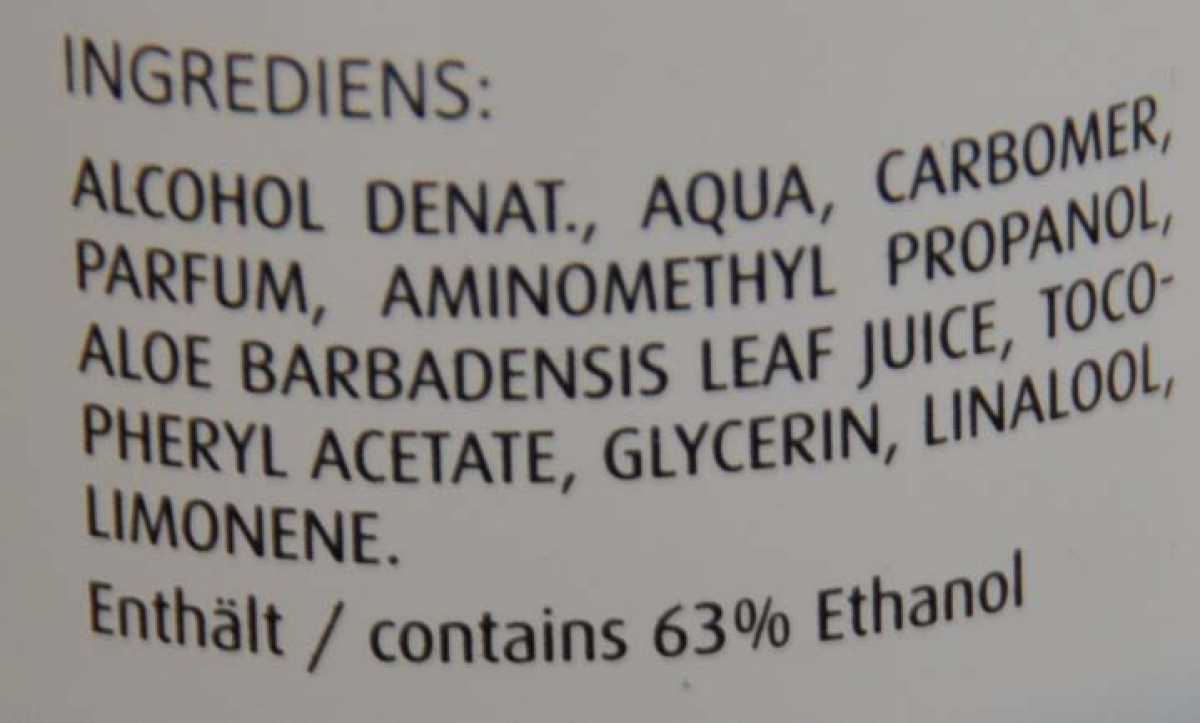 INGREDIENS:
ALCOHOL DENAT., AQUA, CARBOMER,
PARFUM, AMINOMETHYL PROPANOL,
ALOE BARBADENSIS LEAF JUICE, TOCO-
PHERYL ACETATE, GLYCERIN, LINALOOL,
LIMONENE.
Enthält / contains 63% Ethanol